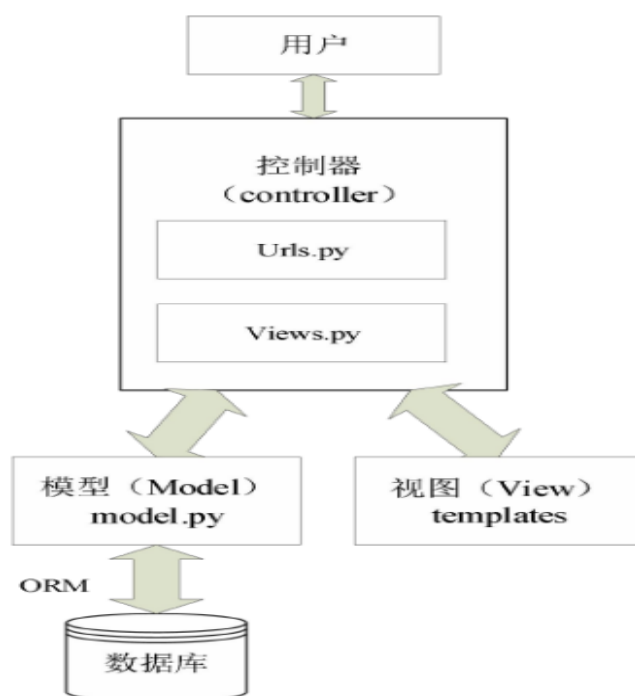 用户
控制器
（controller）
Urls.py
Views.py
模型（Model）
model.py
视图（View）
templates
ORM
数据库